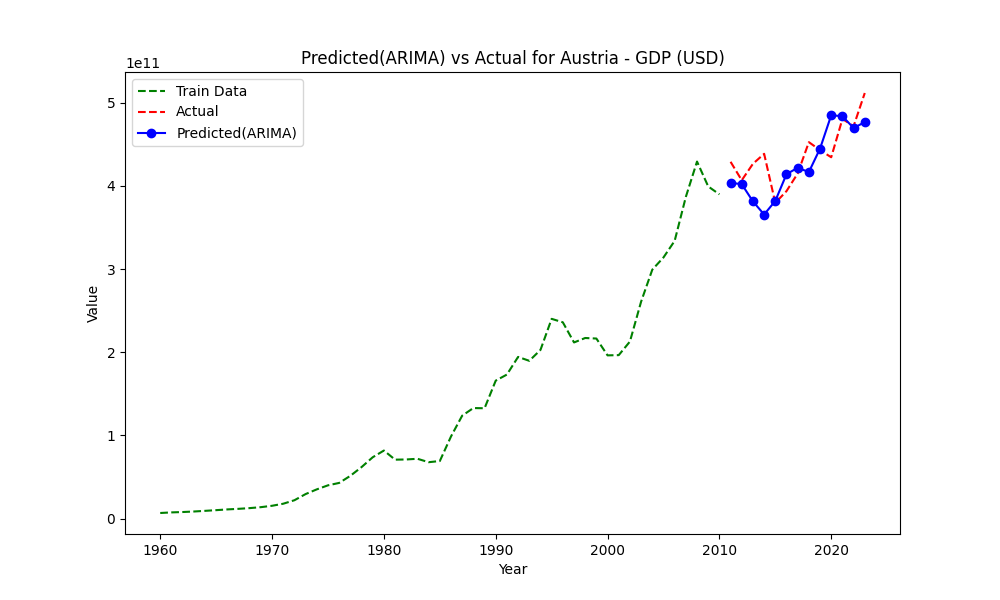 Predicted(ARIMA) vs Actual for Austria - GDP (USD)
1e11
Train Data
Actual
Predicted(ARIMA)
5
4
3
2
1
0
Value
1960 1970 1980 1990 2000 2010 2020
Year